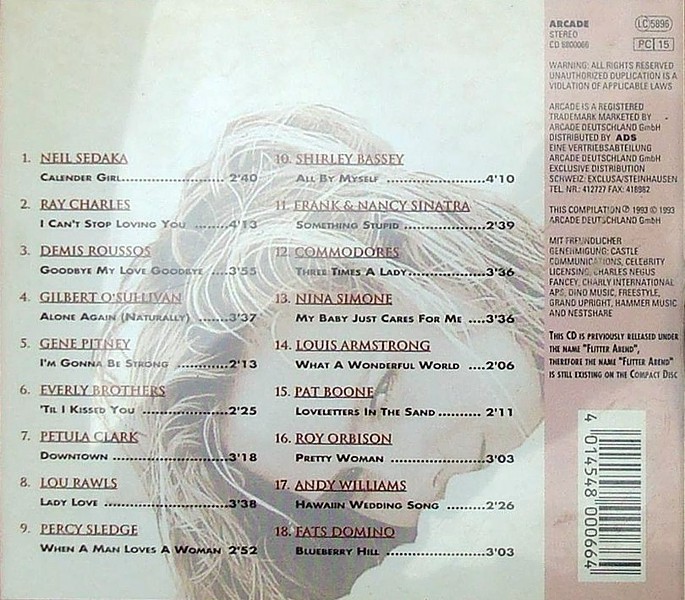 1. NEIL SEDAKA
CALENDER GIRL 2'40
2. RAY CHARLES
I CAN'T STOP LOVING YOU 4'13
3. DEMIS ROUSSOS
GOODBYE MY LOVE GOODBYE 3'55
4. GILBERT O'SULLIVAN
ALONE AGAIN (NATURALLY) 3'37
5. GENE PITNEY
I'M GONNA BE STRONG 2'13
6. EVERLY BROTHERS
'TIL I KISSED YOU 2'25
7. PETULA CLARK
DOWNTOWN 3'18
8. LOU RAWLS
LADY LOVE 3'38
9. PERCY SLEDGE
WHEN A MAN LOVES A WOMAN 2'52
10. SHIRLEY BASSEY
ALL BY MYSELF 4'10
11. FRANK & NANCY SINATRA
SOMETHING STUPID 2'39
12. COMMODORES
THREE TIMES A LADY 3'36
13. NINA SIMONE
MY BABY JUST CARES FOR ME 3'36
14. LOUIS ARMSTRONG
WHAT A WONDERFUL WORLD 2'06
15. PAT BOONE
LOVELETTERS IN THE SAND 2'11
16. ROY ORBISON
PRETTY WOMAN 3'03
17. ANDY WILLIAMS
HAWAIIN WEDDING SONG 2'26
18. FATS DOMINO
BLUEBERRY HILL 3'03
ARCADE
STEREO
CD 8800066
LC 5896
PC 15
WARNING: ALL RIGHTS RESERVED
UNAUTHORIZED DUPLICATION IS A
VIOLATION OF APPLICABLE LAWS
ARCADE IS A REGISTERED
TRADEMARK MARKETED BY
ARCADE DEUTSCHLAND GmbH
DISTRIBUTED BY ADS
EINE VERTRIEBSABTEILUNG
ARCADE DEUTSCHLAND GmbH
EXCLUSIVE DISTRIBUTION
SCHWEIZ: EXCLUSA/STEINHAUSEN
TEL. NR.: 412727 FAX: 418982
THIS COMPILATION ℗ 1993 © 1993
ARCADE DEUTSCHLAND GmbH
MIT FREUNDLICHER
GENEHMIGUNG: CASTLE
COMMUNICATIONS, CELEBRITY
LICENSING, CHARLES NEGUS
FANCEY, CHARLY INTERNATIONAL
APS, DINO MUSIC, FREESTYLE,
GRAND UPRIGHT, HAMMER MUSIC
AND NESTSHARE
THIS CD IS PREVIOUSLY RELEASED UNDER
THE NAME "FLITTER AREND",
THEREFORE THE NAME "FLITTER AREND"
IS STILL EXISTING ON THE COMPACT DISC
4 014548 000664